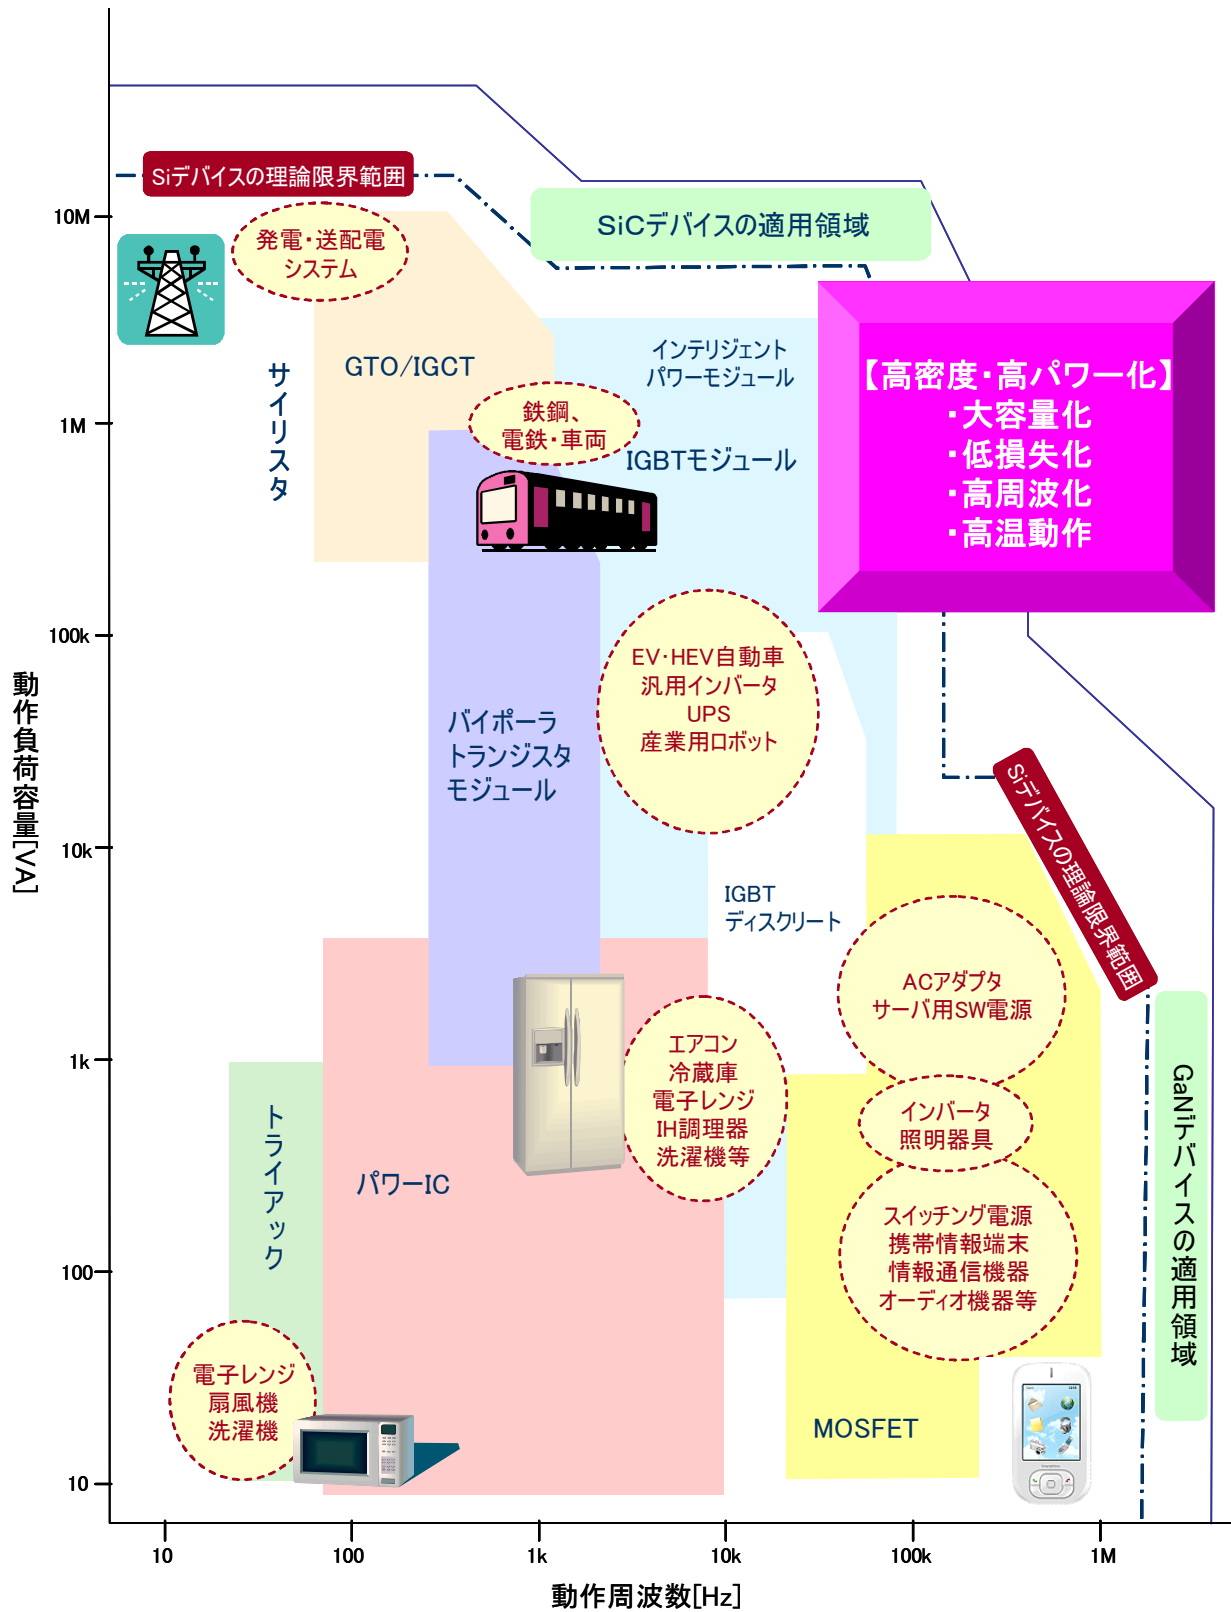 Siデバイスの理論限界範囲
SiCデバイスの適用領域
10M
発電・送配電
システム
GTO/IGCT
インテリジェント
パワーモジュール
【高密度・高パワー化】
・大容量化
・低損失化
・高周波化
・高温動作
サイリスタ
1M
鉄鋼、
電鉄・車両
IGBTモジュール
100k
動作負荷容量[VA]
EV・HEV自動車
汎用インバータ
UPS
産業用ロボット
バイポーラ
トランジスタ
モジュール
Siデバイスの理論限界範囲
10k
IGBT
ディスクリート
ACアダプタ
サーバ用SW電源
1k
エアコン
冷蔵庫
電子レンジ
IH調理器
洗濯機等
インバータ
照明器具
GaNデバイスの適用領域
トライアック
パワーIC
スイッチング電源
携帯情報端末
情報通信機器
オーディオ機器等
100
電子レンジ
扇風機
洗濯機
MOSFET
10
10
100
1k
10k
100k
1M
動作周波数[Hz]